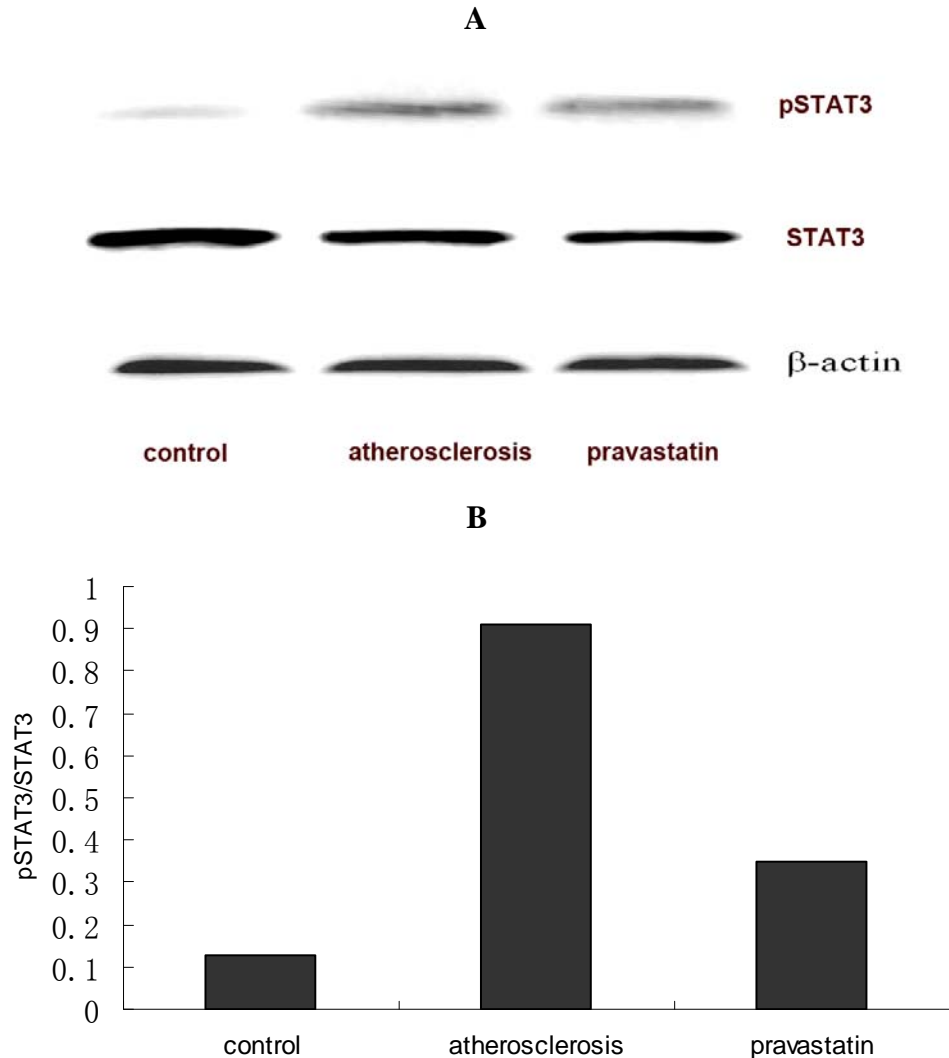 A
pSTAT3
STAT3
β-actin
control atherosclerosis pravastatin
B
1
0.9
0.8
0.7
0.6
0.5
0.4
0.3
0.2
0.1
0
pSTAT3/STAT3
control atherosclerosis pravastatin